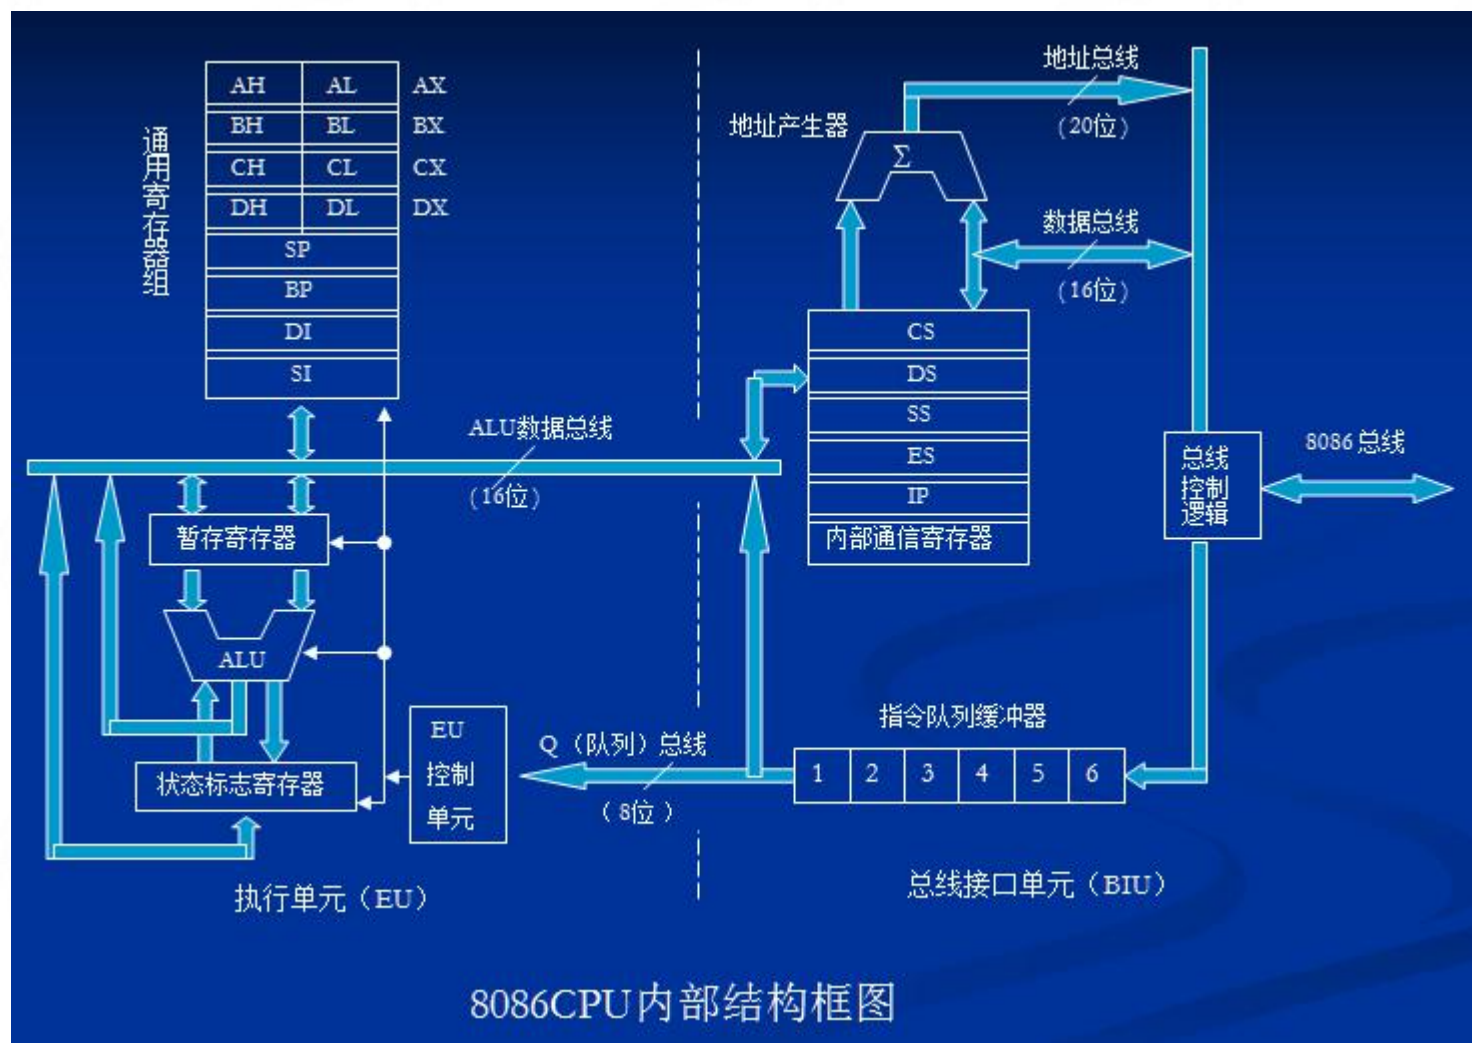 通用寄存器组
AH AL AX
BH BL BX
CH CL CX
DH DL DX
SP
BP
DI
SI
ALU数据总线
(16位)
暂存寄存器
ALU
状态标志寄存器
EU
控制
单元
Q（队列）总线
（8位）
执行单元（EU）
地址总线
(20位)
地址产生器
Σ
数据总线
(16位)
CS
DS
SS
ES
IP
内部通信寄存器
总线
控制
逻辑
8086总线
指令队列缓冲器
1 2 3 4 5 6
总线接口单元（BIU）
8086CPU内部结构框图